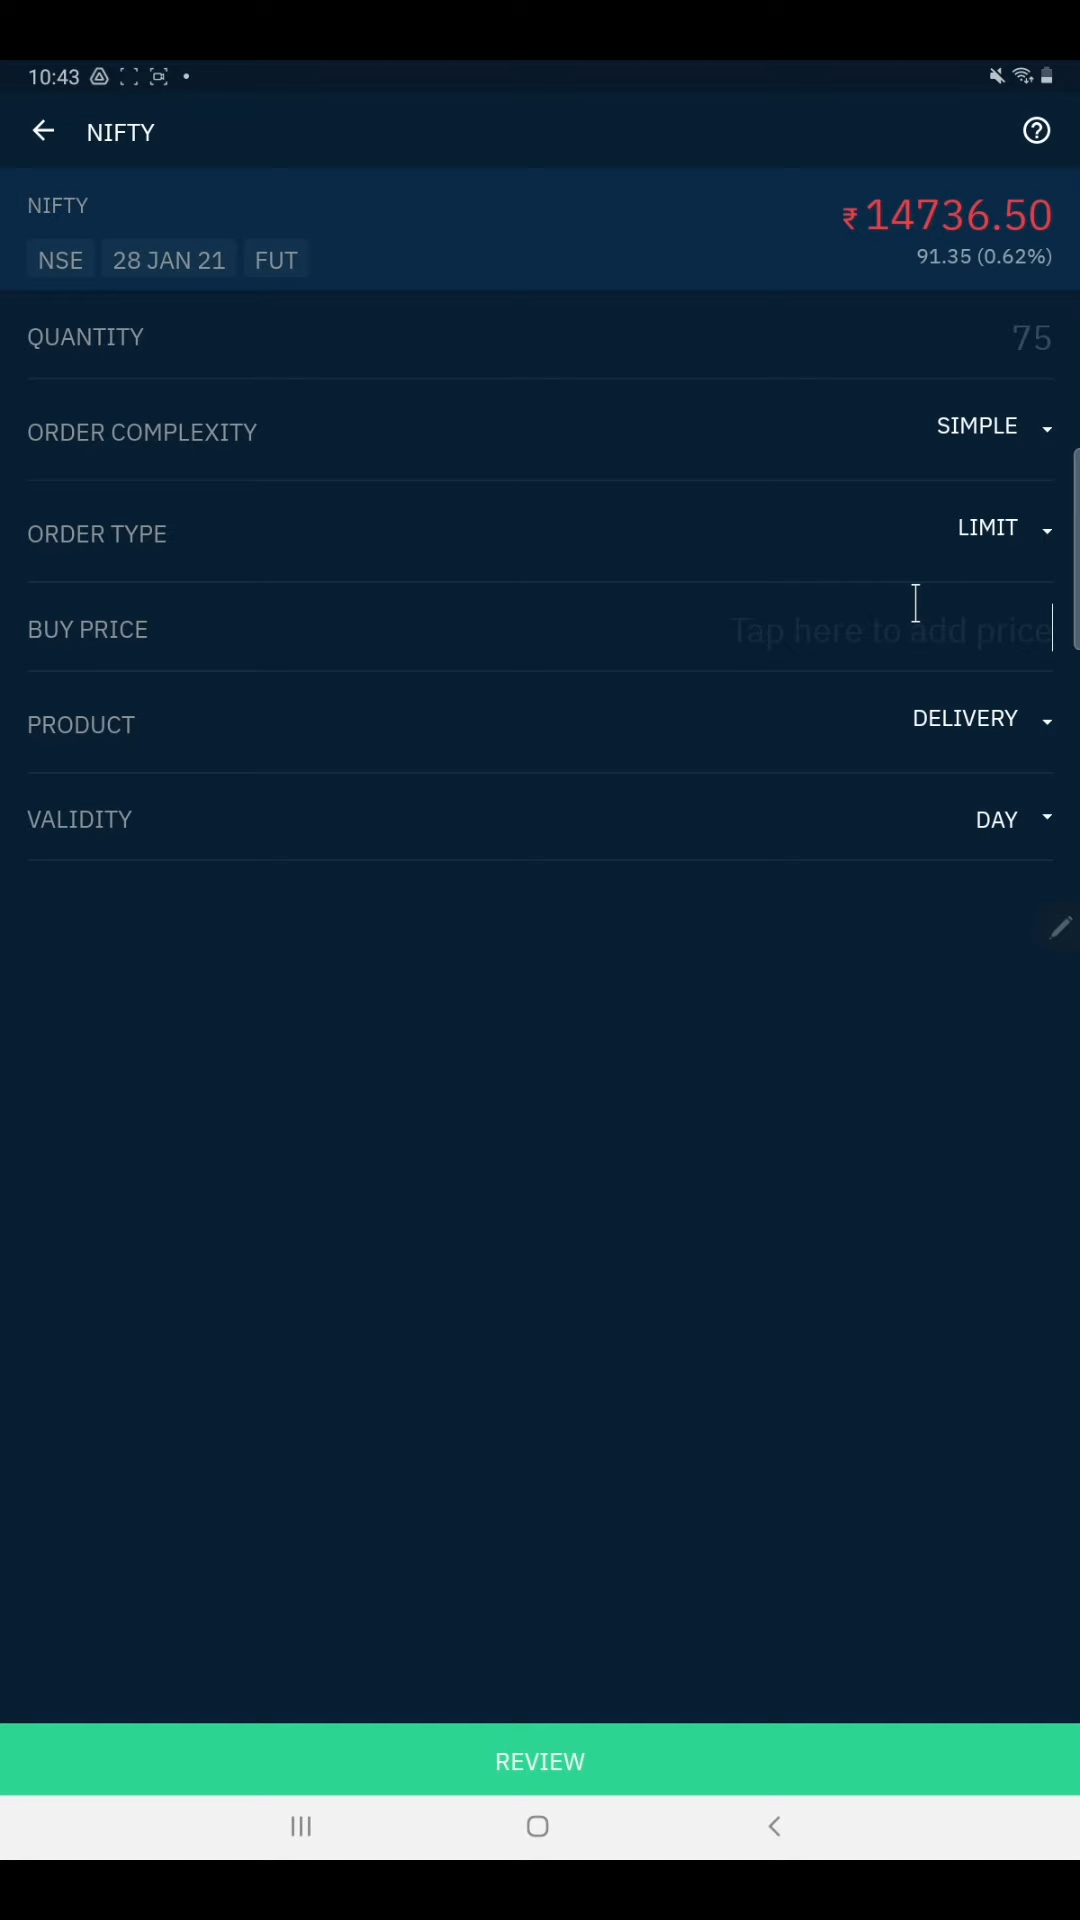 10:43
NIFTY
NIFTY
₹14736.50
NSE 28 JAN 21 FUT
91.35 (0.62%)
QUANTITY 75
ORDER COMPLEXITY SIMPLE
ORDER TYPE LIMIT
BUY PRICE Tap here to add price
PRODUCT DELIVERY
VALIDITY DAY
REVIEW